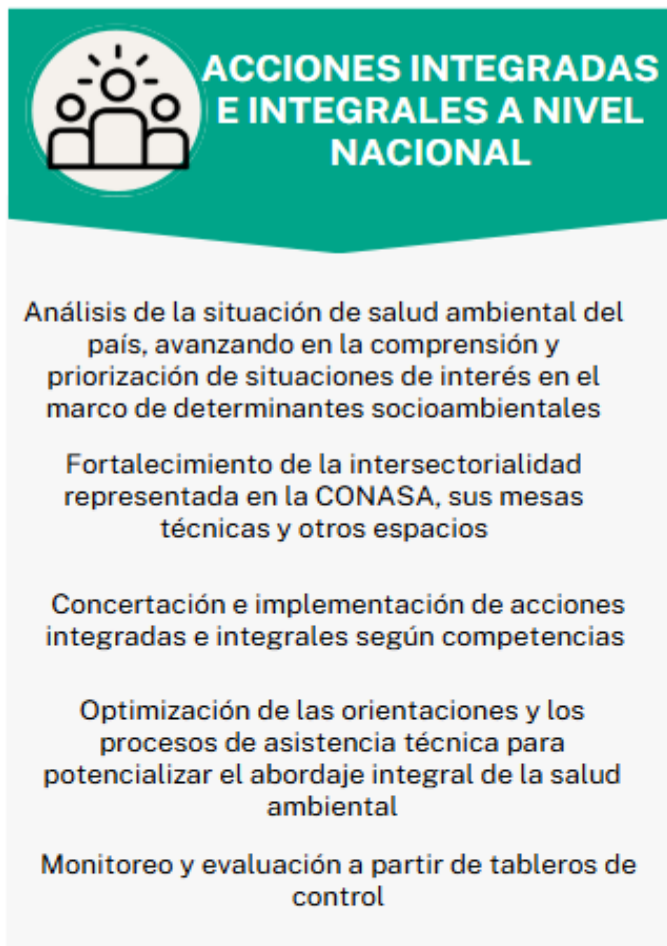 ACCIONES INTEGRADAS
E INTEGRALES A NIVEL
NACIONAL
Análisis de la situación de salud ambiental del
país, avanzando en la comprensión y
priorización de situaciones de interés en el
marco de determinantes socioambientales
Fortalecimiento de la intersectorialidad
representada en la CONASA, sus mesas
técnicas y otros espacios
Concertación e implementación de acciones
integradas e integrales según competencias
Optimización de las orientaciones y los
procesos de asistencia técnica para
potencializar el abordaje integral de la salud
ambiental
Monitoreo y evaluación a partir de tableros de
control